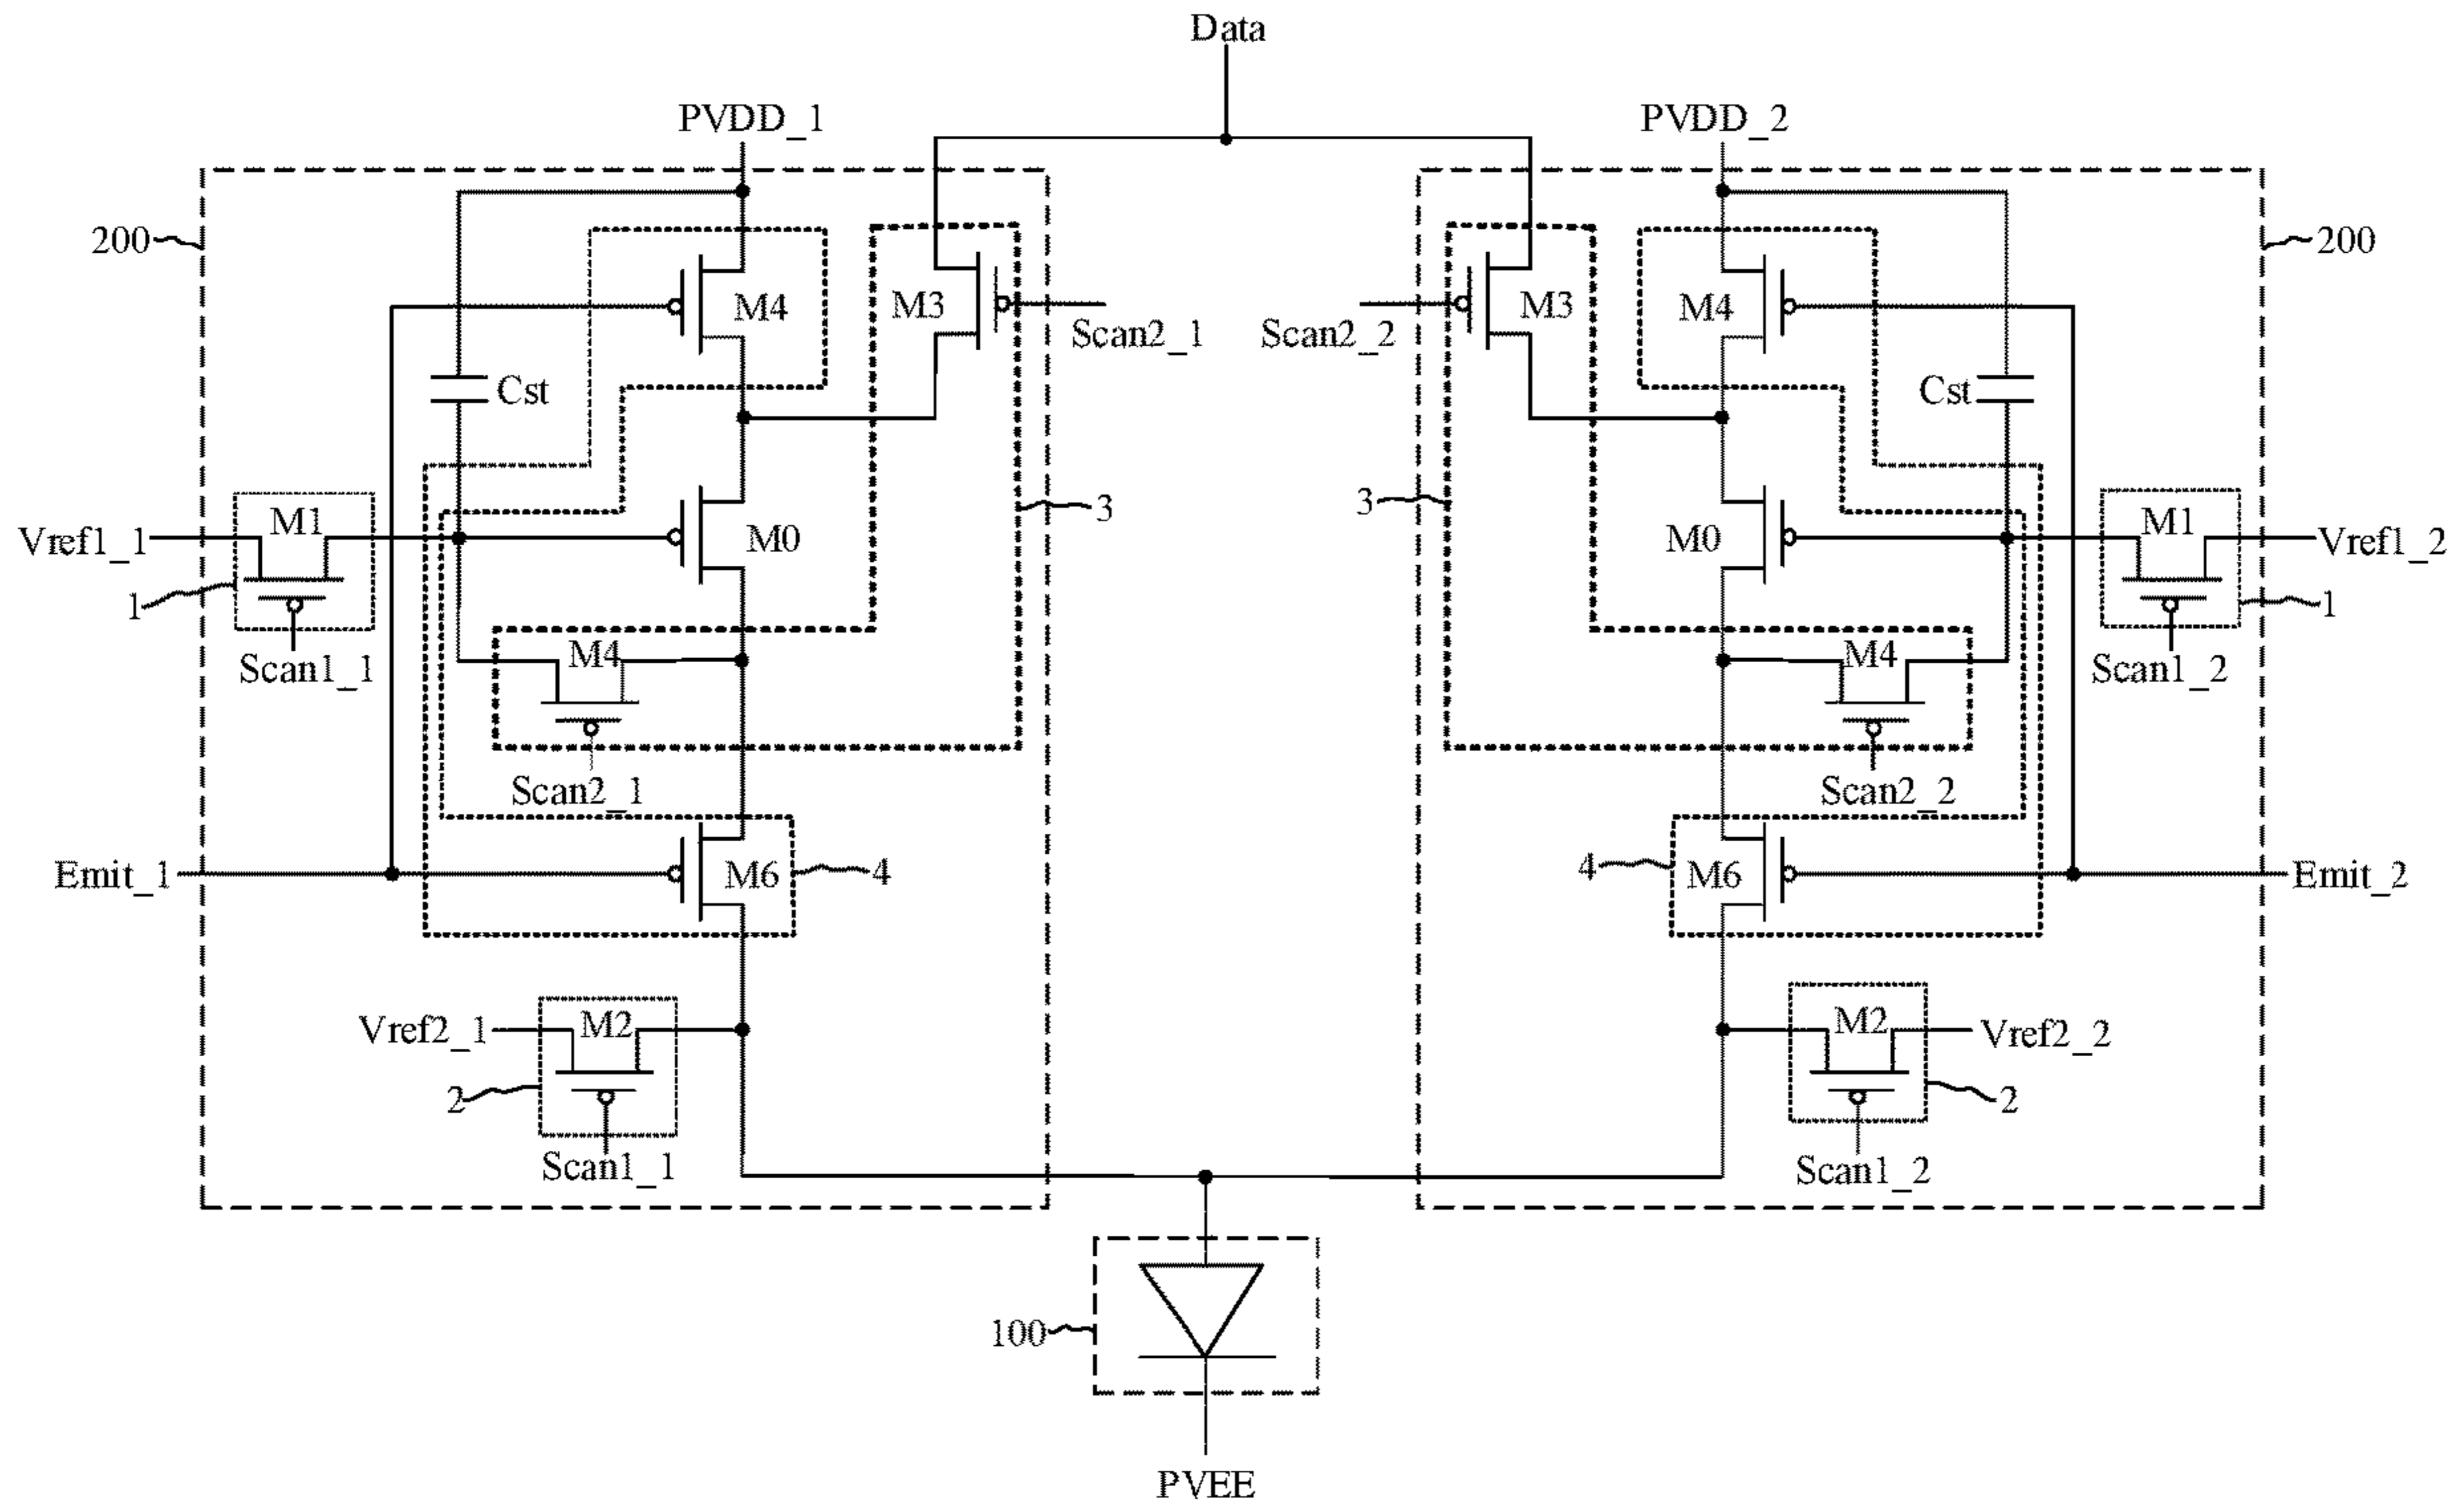 Data
PVDD_1
PVDD_2
200
200
M4
M3
Scan2_1
Scan2_2
M3
M4
Cst
Cst
Vref1_1
M1
M0
3
3
M0
M1
Vref1_2
1
1
Scan1_1
M4
M4
Scan1_2
Scan2_1
Scan2_2
Emit_1
M6
4
4
M6
Emit_2
Vref2_1
M2
M2
Vref2_2
2
2
Scan1_1
Scan1_2
100
PVEE